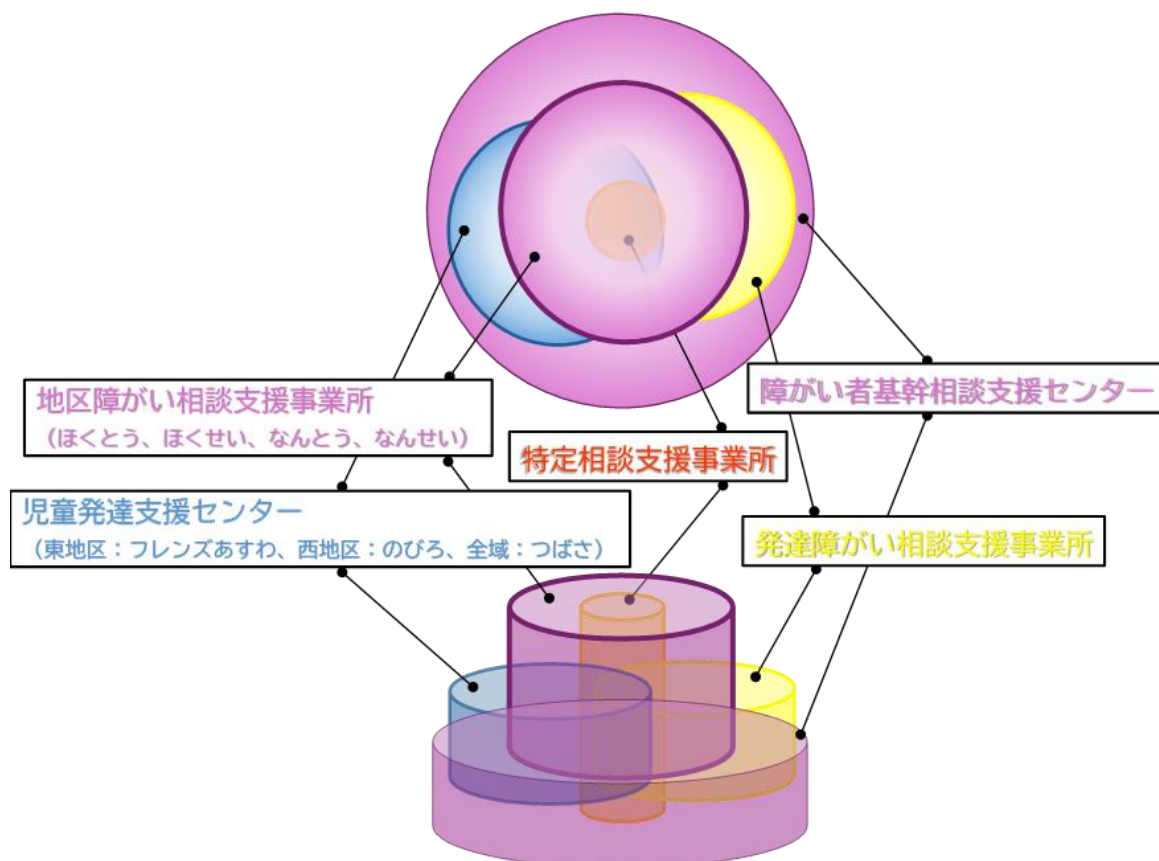 地区障がい相談支援事業所
（ほくとう、ほくせい、なんとう、なんせい）
障がい者基幹相談支援センター
特定相談支援事業所
児童発達支援センター
（東地区：フレンズあすわ、西地区：のびろ、全域：つばさ）
発達障がい相談支援事業所